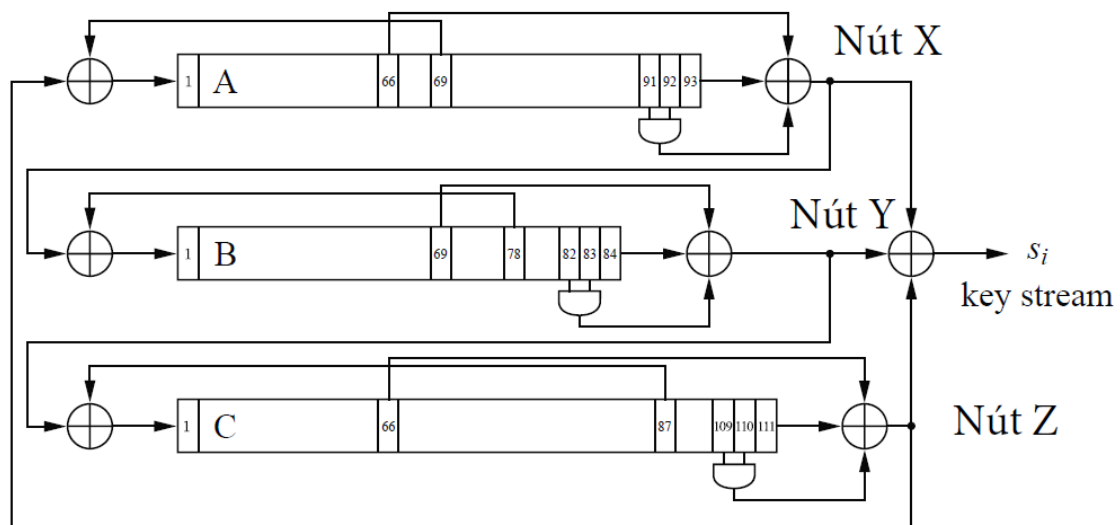 Nút X
1 A 66 69 91 92 93
Nút Y
1 B 69 78 82 83 84
s_i
key stream
1 C 66 87 109 110 111
Nút Z